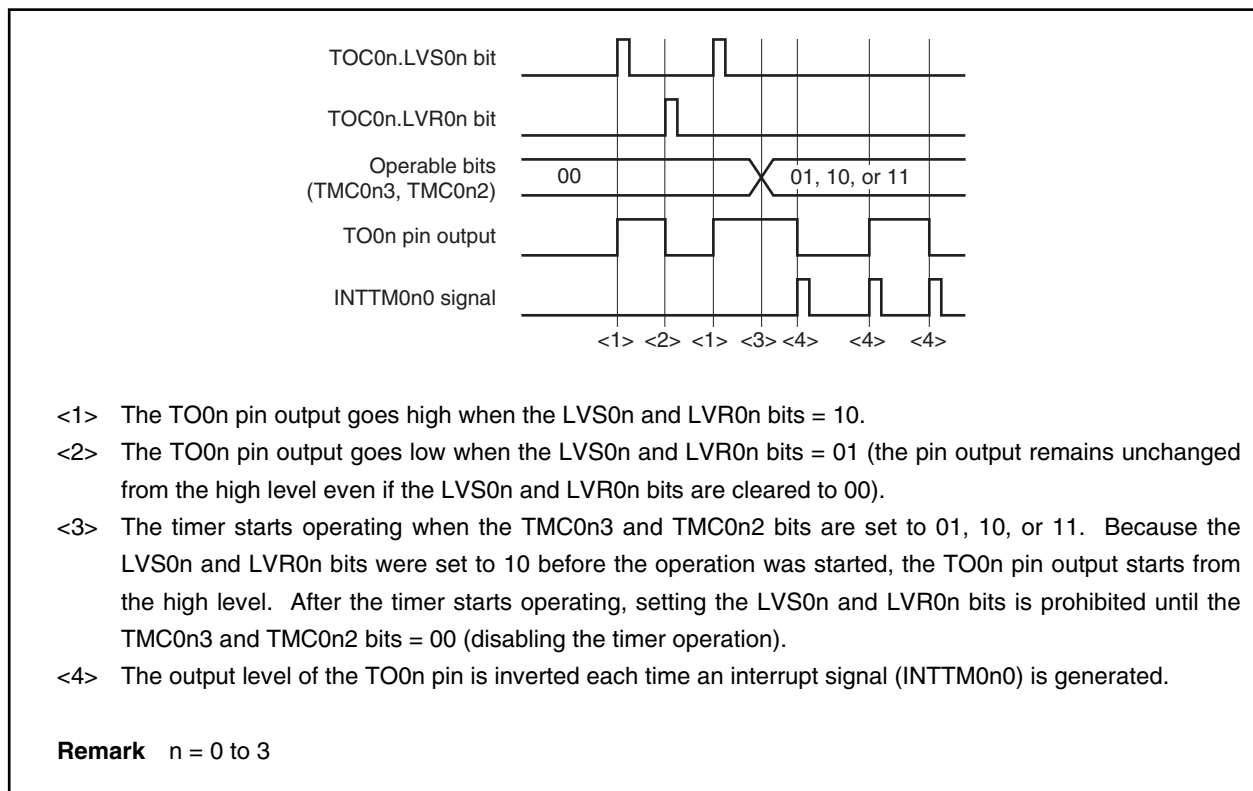 TOC0n.LVS0n bit
TOC0n.LVR0n bit
Operable bits
(TMC0n3, TMC0n2)
00
01, 10, or 11
TO0n pin output
INTTM0n0 signal
<1> <2> <1> <3> <4> <4> <4>
<1> The TO0n pin output goes high when the LVS0n and LVR0n bits = 10.
<2> The TO0n pin output goes low when the LVS0n and LVR0n bits = 01 (the pin output remains unchanged
from the high level even if the LVS0n and LVR0n bits are cleared to 00).
<3> The timer starts operating when the TMC0n3 and TMC0n2 bits are set to 01, 10, or 11. Because the
LVS0n and LVR0n bits were set to 10 before the operation was started, the TO0n pin output starts from
the high level. After the timer starts operating, setting the LVS0n and LVR0n bits is prohibited until the
TMC0n3 and TMC0n2 bits = 00 (disabling the timer operation).
<4> The output level of the TO0n pin is inverted each time an interrupt signal (INTTM0n0) is generated.
Remark n = 0 to 3